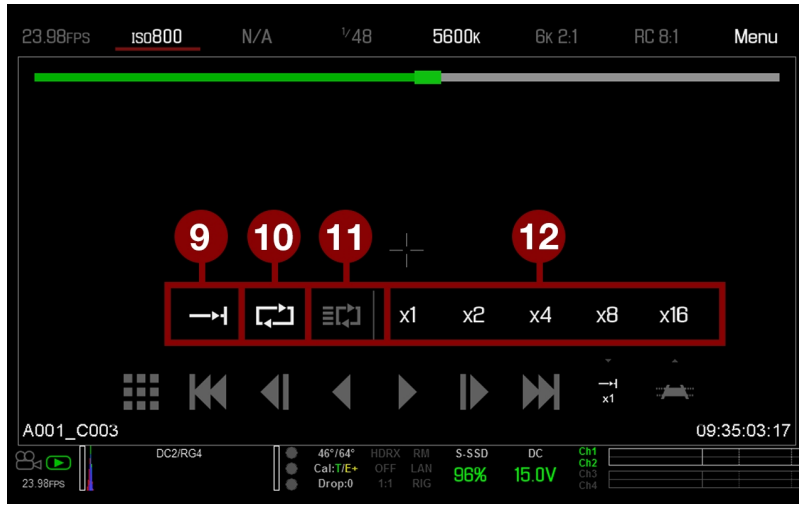 23.98FPS ISO800 N/A 1/48 5600K 6K 2:1 RC 8:1 Menu
9 10 11 12
x1 x2 x4 x8 x16
x1
A001_C003 09:35:03:17
DC2/RG4 46°/64° HDRX RM S-SSD DC Ch1
Ch2
Cal:T/E+ OFF LAN 96% 15.0V Ch3
23.98FPS Drop:0 1:1 RIG Ch4